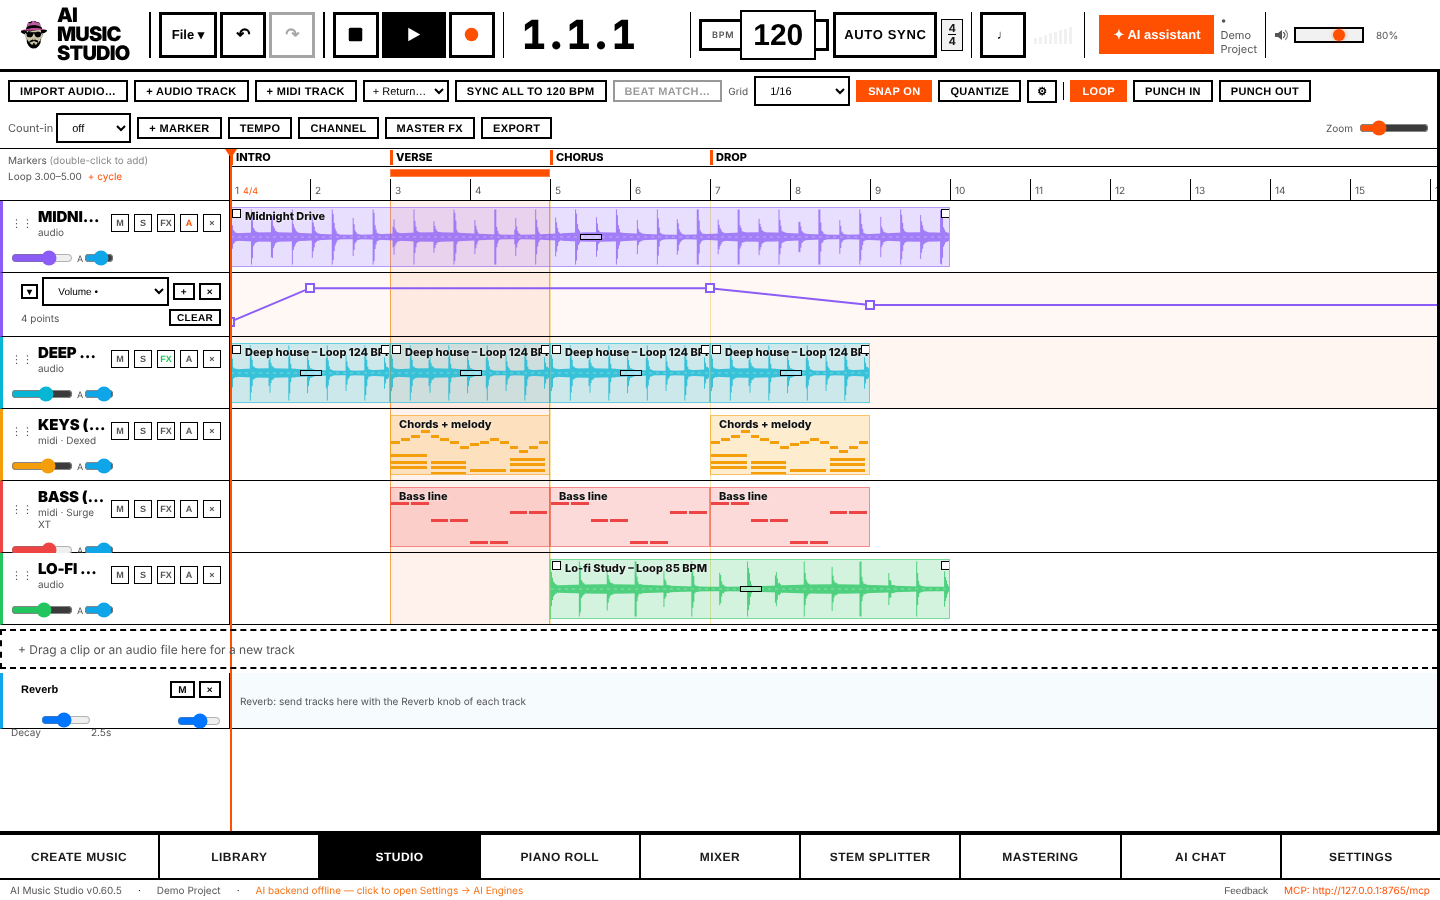 AI
MUSIC
STUDIO
File ▾
1.1.1
BPM 120
AUTO SYNC
4
4
♩
✦ AI assistant
• Demo Project
80%
IMPORT AUDIO...
+ AUDIO TRACK
+ MIDI TRACK
+ Return...
SYNC ALL TO 120 BPM
BEAT MATCH...
Grid
1/16
SNAP ON
QUANTIZE
LOOP
PUNCH IN
PUNCH OUT
Count-in
off
+ MARKER
TEMPO
CHANNEL
MASTER FX
EXPORT
Zoom
Markers (double-click to add)
INTRO
VERSE
CHORUS
DROP
Loop 3.00–5.00 + cycle
1 4/4 2 3 4 5 6 7 8 9 10 11 12 13 14 15
MIDNI...
audio
M S FX A ×
A
Midnight Drive
Volume •
+ ×
4 points
CLEAR
DEEP ...
audio
M S FX A ×
A
Deep house – Loop 124 BP
Deep house – Loop 124 BP
Deep house – Loop 124 BP
Deep house – Loop 124 BP
KEYS (...
midi · Dexed
M S FX A ×
A
Chords + melody
Chords + melody
BASS (...
midi · Surge XT
M S FX A ×
A
Bass line
Bass line
Bass line
LO-FI ...
audio
M S FX A ×
A
Lo-fi Study – Loop 85 BPM
+ Drag a clip or an audio file here for a new track
Reverb
M ×
Decay 2.5s
Reverb: send tracks here with the Reverb knob of each track
CREATE MUSIC
LIBRARY
STUDIO
PIANO ROLL
MIXER
STEM SPLITTER
MASTERING
AI CHAT
SETTINGS
AI Music Studio v0.60.5 · Demo Project · AI backend offline — click to open Settings → AI Engines
Feedback
MCP: http://127.0.0.1:8765/mcp